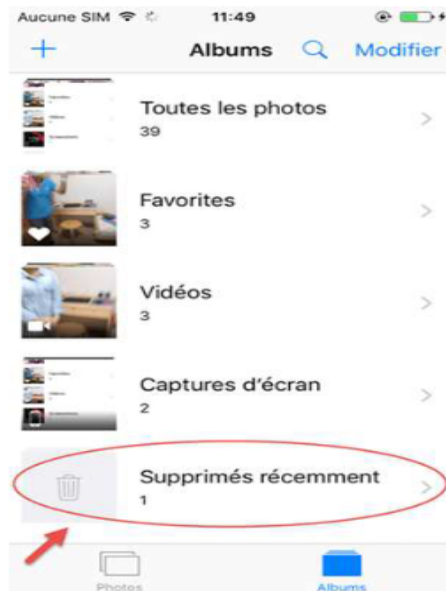 Aucune SIM 11:49
Albums Modifier
Toutes les photos
39
Favorites
3
Vidéos
3
Captures d'écran
2
Supprimés récemment
1
Photos Albums